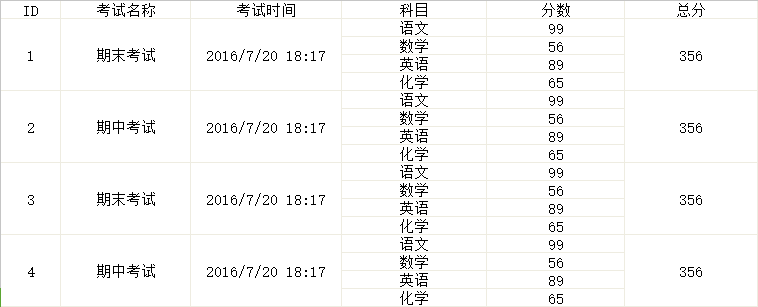 ID 考试名称 考试时间 科目 分数 总分
1 期末考试 2016/7/20 18:17 语文 99 356
数学 56
英语 89
化学 65
2 期中考试 2016/7/20 18:17 语文 99 356
数学 56
英语 89
化学 65
3 期末考试 2016/7/20 18:17 语文 99 356
数学 56
英语 89
化学 65
4 期中考试 2016/7/20 18:17 语文 99 356
数学 56
英语 89
化学 65